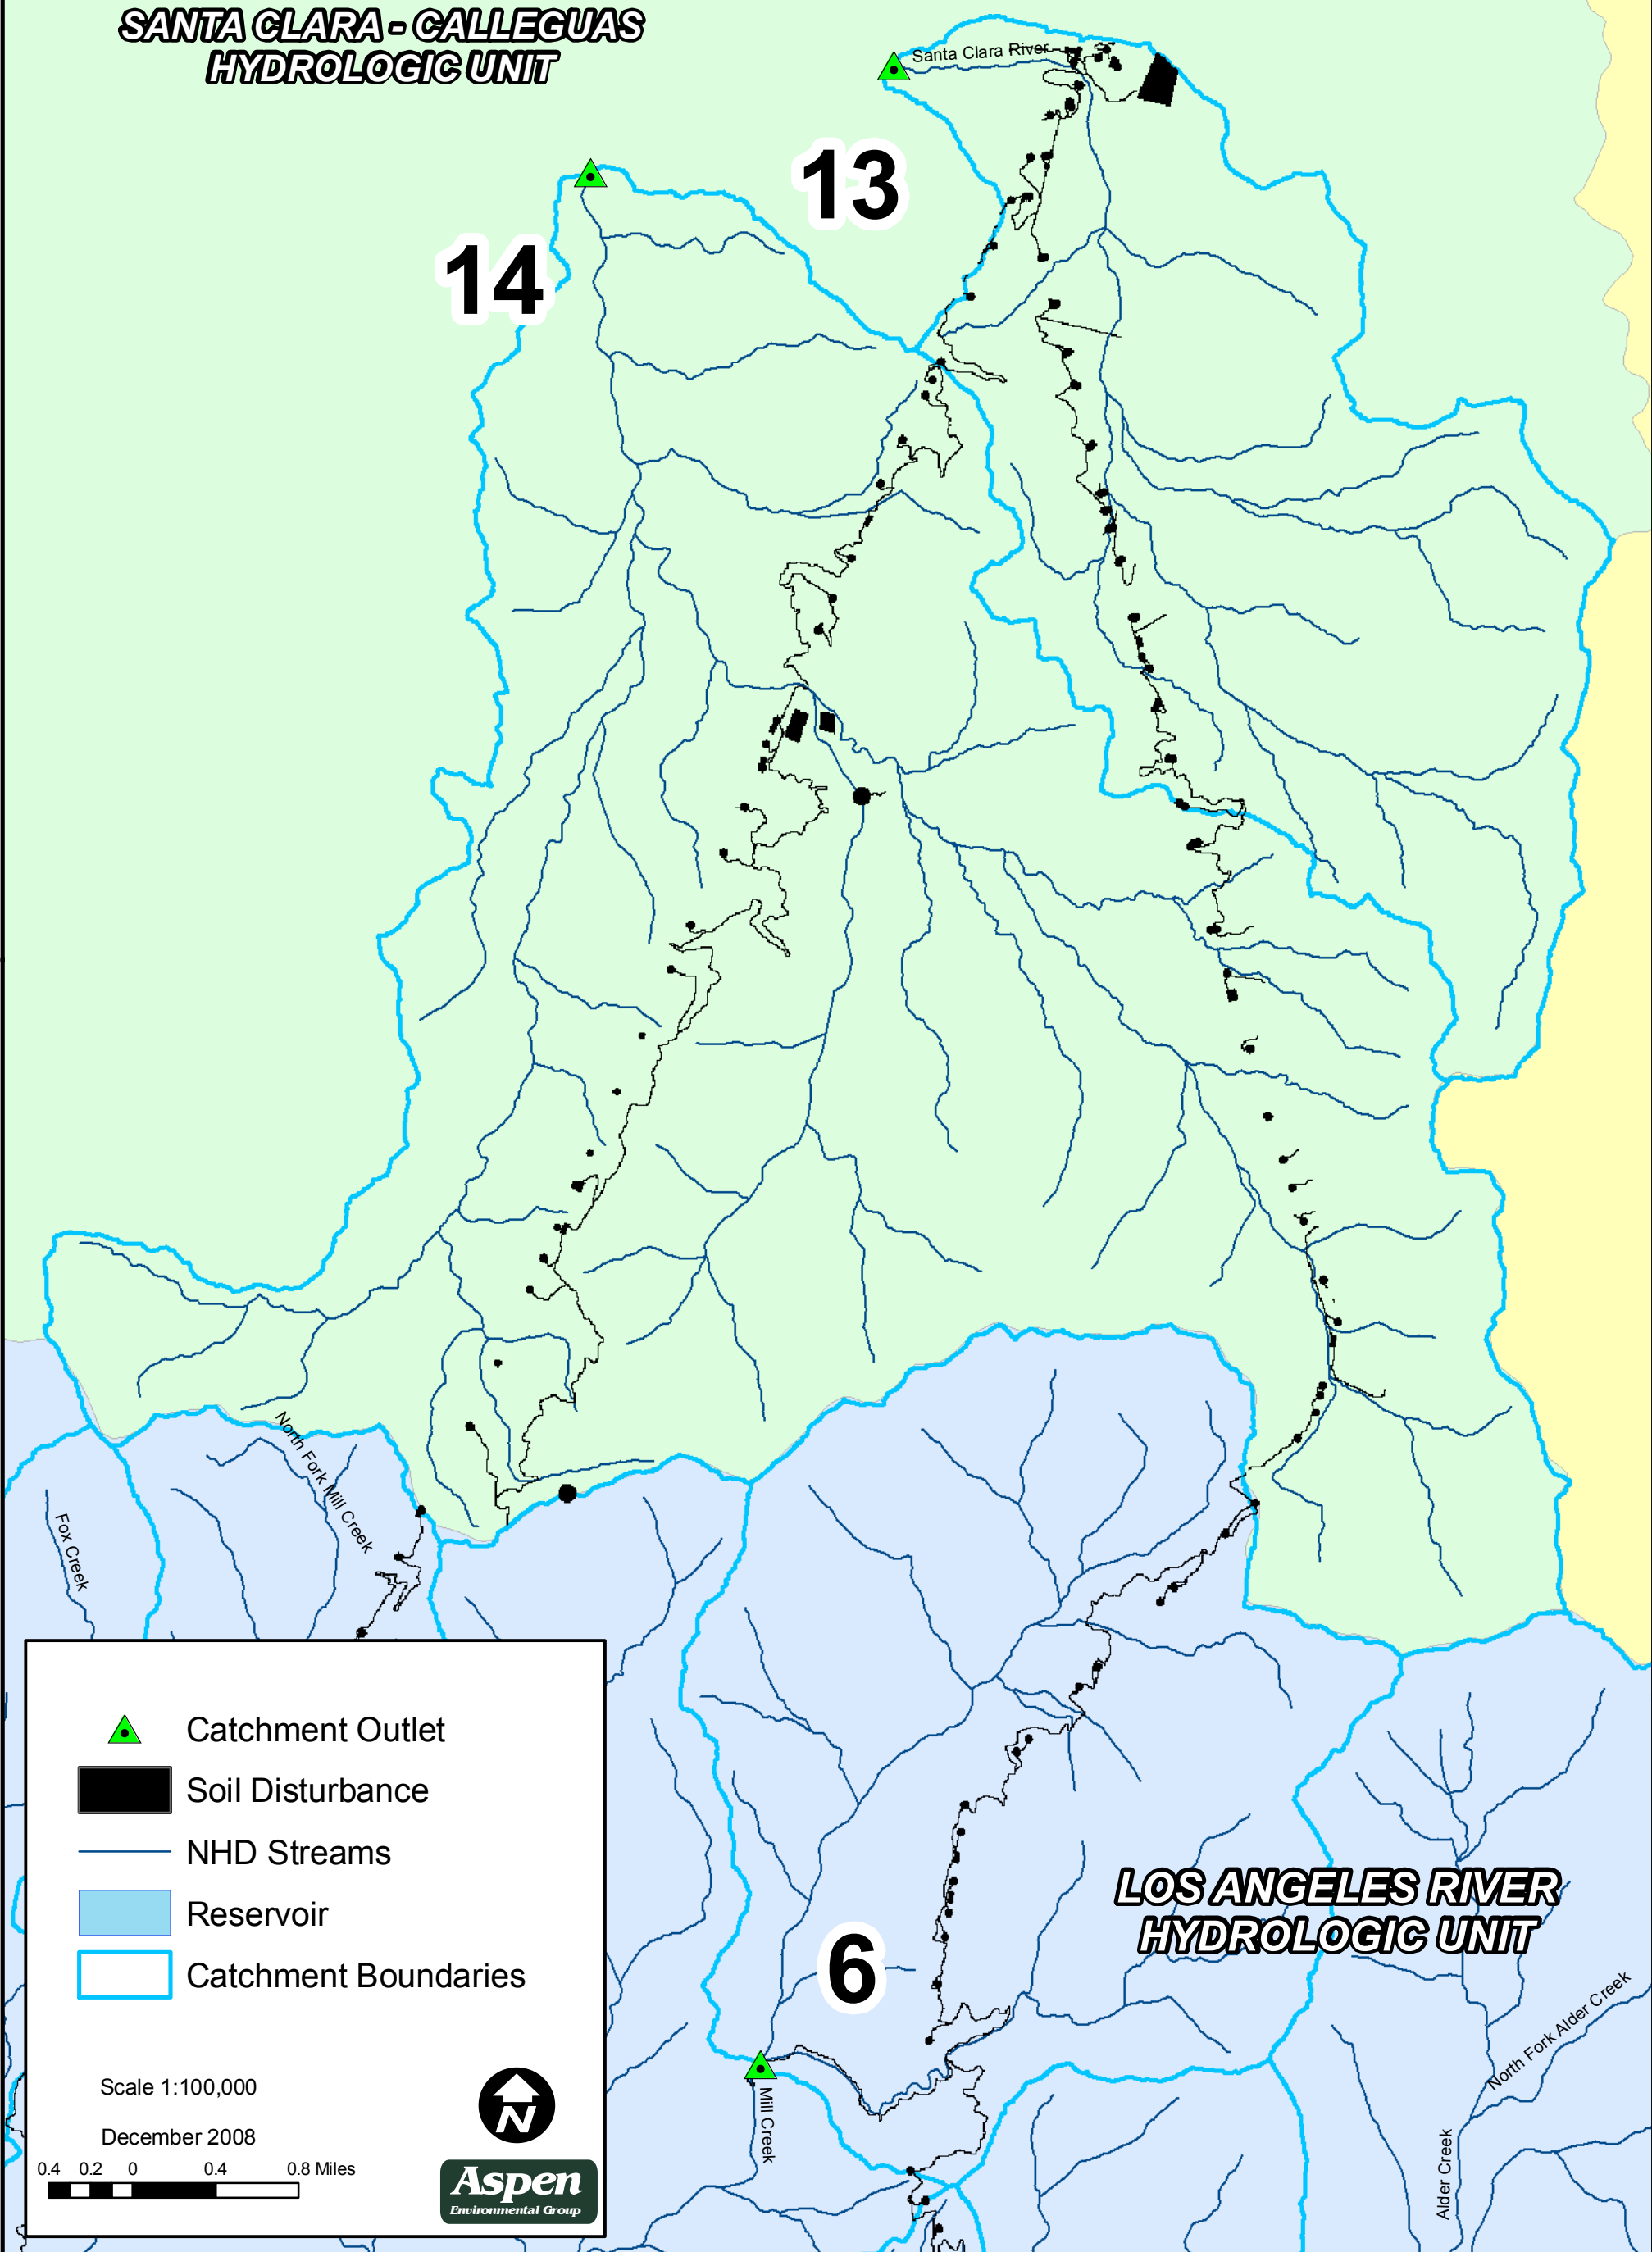 SANTA CLARA - CALLEGUAS
HYDROLOGIC UNIT
Santa Clara River
13
14
North Fork Mill Creek
Fox Creek
Catchment Outlet
Soil Disturbance
NHD Streams
Reservoir
Catchment Boundaries
Scale 1:100,000
December 2008
0.4 0.2 0 0.4 0.8 Miles
N
Aspen
Environmental Group
LOS ANGELES RIVER
HYDROLOGIC UNIT
6
Mill Creek
North Fork Alder Creek
Alder Creek